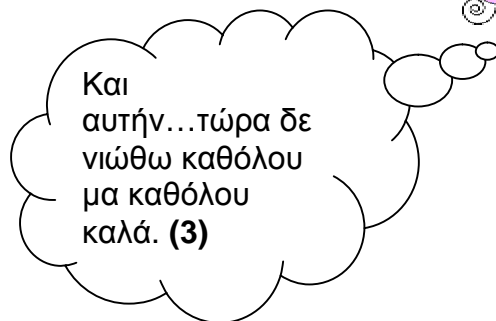 Και
αυτήν…τώρα δε
νιώθω καθόλου
μα καθόλου
καλά. (3)